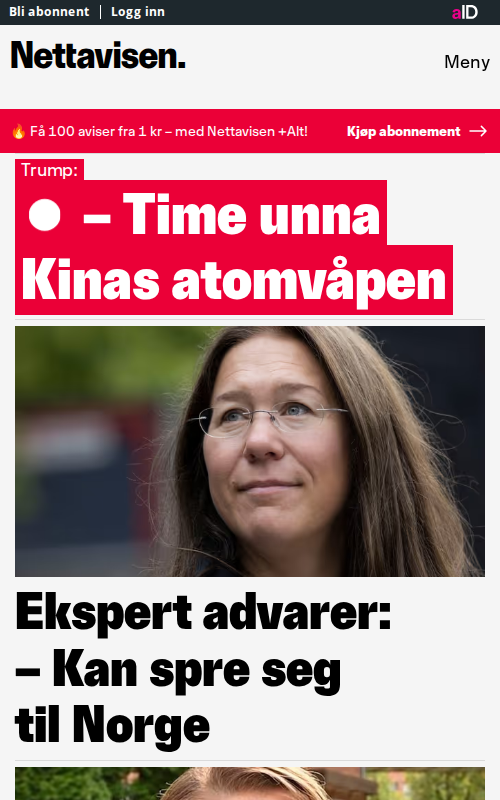 Bli abonnent | Logg inn
aID
Nettavisen.
Meny
🔥 Få 100 aviser fra 1 kr – med Nettavisen +Alt!
Kjøp abonnement →
Trump:
– Time unna
Kinas atomvåpen
Ekspert advarer:
– Kan spre seg
til Norge